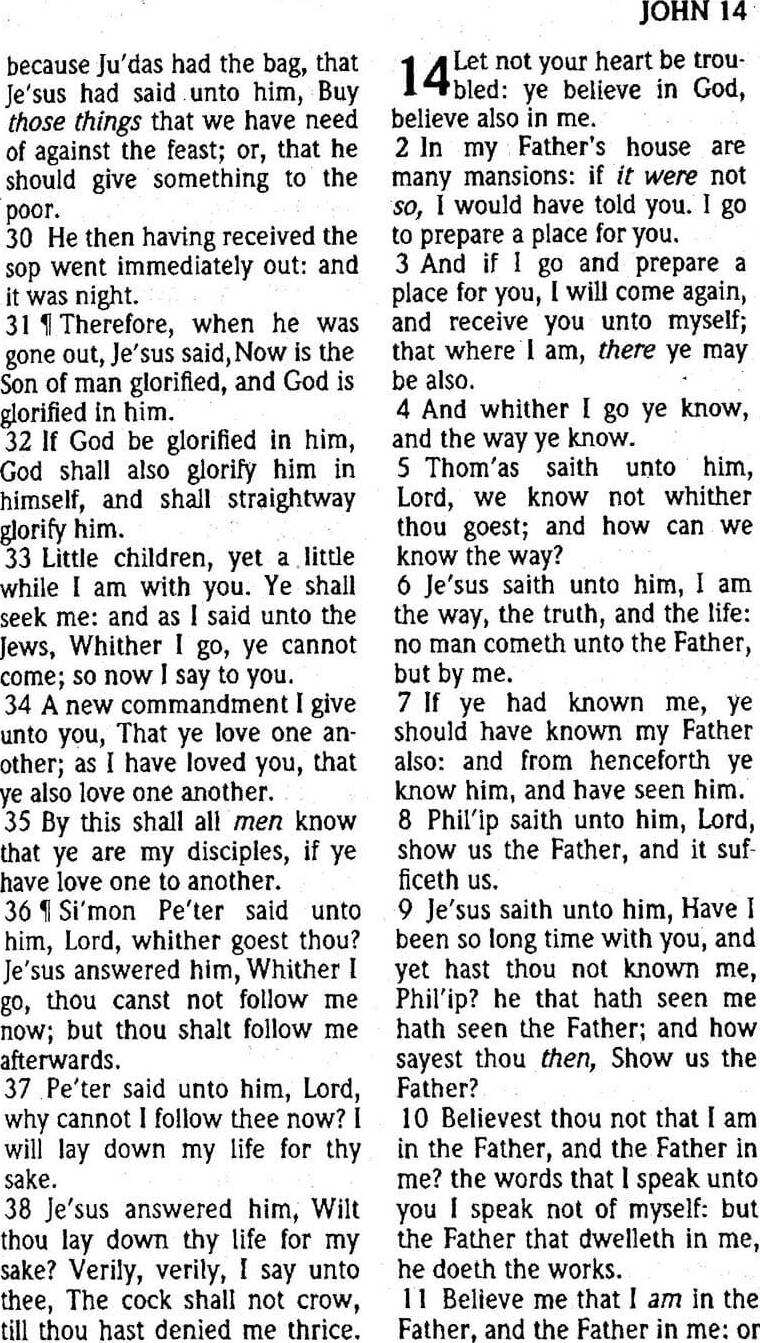 JOHN 14
because Ju'das had the bag, that
Je'sus had said unto him, Buy
those things that we have need
of against the feast; or, that he
should give something to the
poor.
30 He then having received the
sop went immediately out: and
it was night.
31 ¶ Therefore, when he was
gone out, Je'sus said, Now is the
Son of man glorified, and God is
glorified in him.
32 If God be glorified in him,
God shall also glorify him in
himself, and shall straightway
glorify him.
33 Little children, yet a little
while I am with you. Ye shall
seek me: and as I said unto the
Jews, Whither I go, ye cannot
come; so now I say to you.
34 A new commandment I give
unto you, That ye love one an-
other; as I have loved you, that
ye also love one another.
35 By this shall all men know
that ye are my disciples, if ye
have love one to another.
36 ¶ Si'mon Pe'ter said unto
him, Lord, whither goest thou?
Je'sus answered him, Whither I
go, thou canst not follow me
now; but thou shalt follow me
afterwards.
37 Pe'ter said unto him, Lord,
why cannot I follow thee now? I
will lay down my life for thy
sake.
38 Je'sus answered him, Wilt
thou lay down thy life for my
sake? Verily, verily, I say unto
thee, The cock shall not crow,
till thou hast denied me thrice.
14 Let not your heart be trou-
bled: ye believe in God,
believe also in me.
2 In my Father's house are
many mansions: if it were not
so, I would have told you. I go
to prepare a place for you.
3 And if I go and prepare a
place for you, I will come again,
and receive you unto myself;
that where I am, there ye may
be also.
4 And whither I go ye know,
and the way ye know.
5 Thom'as saith unto him,
Lord, we know not whither
thou goest; and how can we
know the way?
6 Je'sus saith unto him, I am
the way, the truth, and the life:
no man cometh unto the Father,
but by me.
7 If ye had known me, ye
should have known my Father
also: and from henceforth ye
know him, and have seen him.
8 Phil'ip saith unto him, Lord,
show us the Father, and it suf-
ficeth us.
9 Je'sus saith unto him, Have I
been so long time with you, and
yet hast thou not known me,
Phil'ip? he that hath seen me
hath seen the Father; and how
sayest thou then, Show us the
Father?
10 Believest thou not that I am
in the Father, and the Father in
me? the words that I speak unto
you I speak not of myself: but
the Father that dwelleth in me,
he doeth the works.
11 Believe me that I am in the
Father, and the Father in me: or